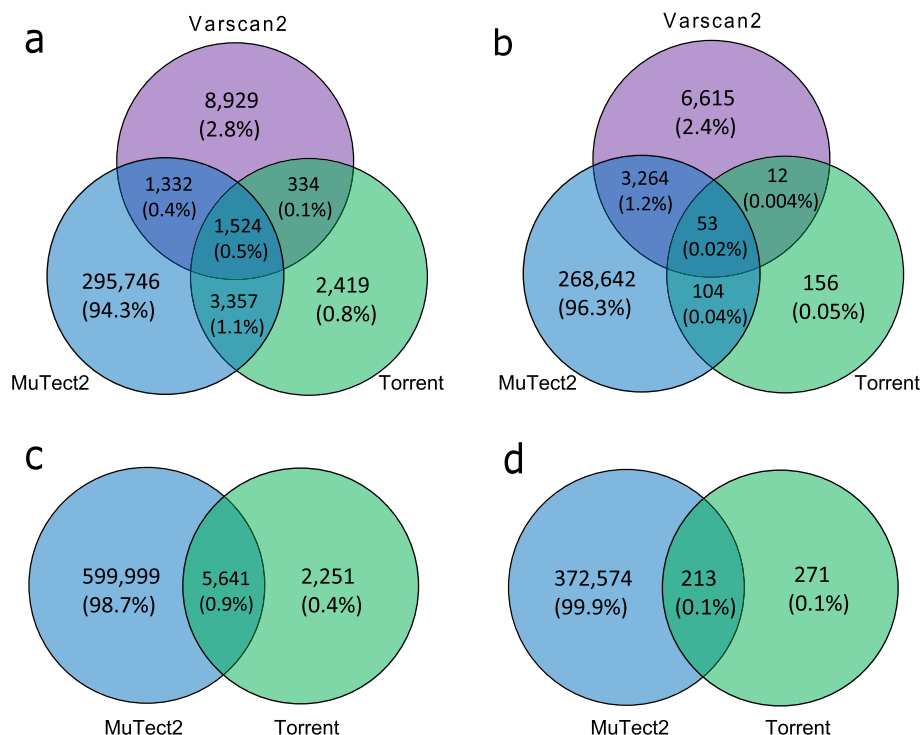 a
Varscan2
8,929
(2.8%)
1,332
(0.4%)
334
(0.1%)
1,524
(0.5%)
295,746
(94.3%)
3,357
(1.1%)
2,419
(0.8%)
MuTect2
Torrent
b
Varscan2
6,615
(2.4%)
3,264
(1.2%)
12
(0.004%)
53
(0.02%)
268,642
(96.3%)
104
(0.04%)
156
(0.05%)
MuTect2
Torrent
c
599,999
(98.7%)
5,641
(0.9%)
2,251
(0.4%)
MuTect2
Torrent
d
372,574
(99.9%)
213
(0.1%)
271
(0.1%)
MuTect2
Torrent